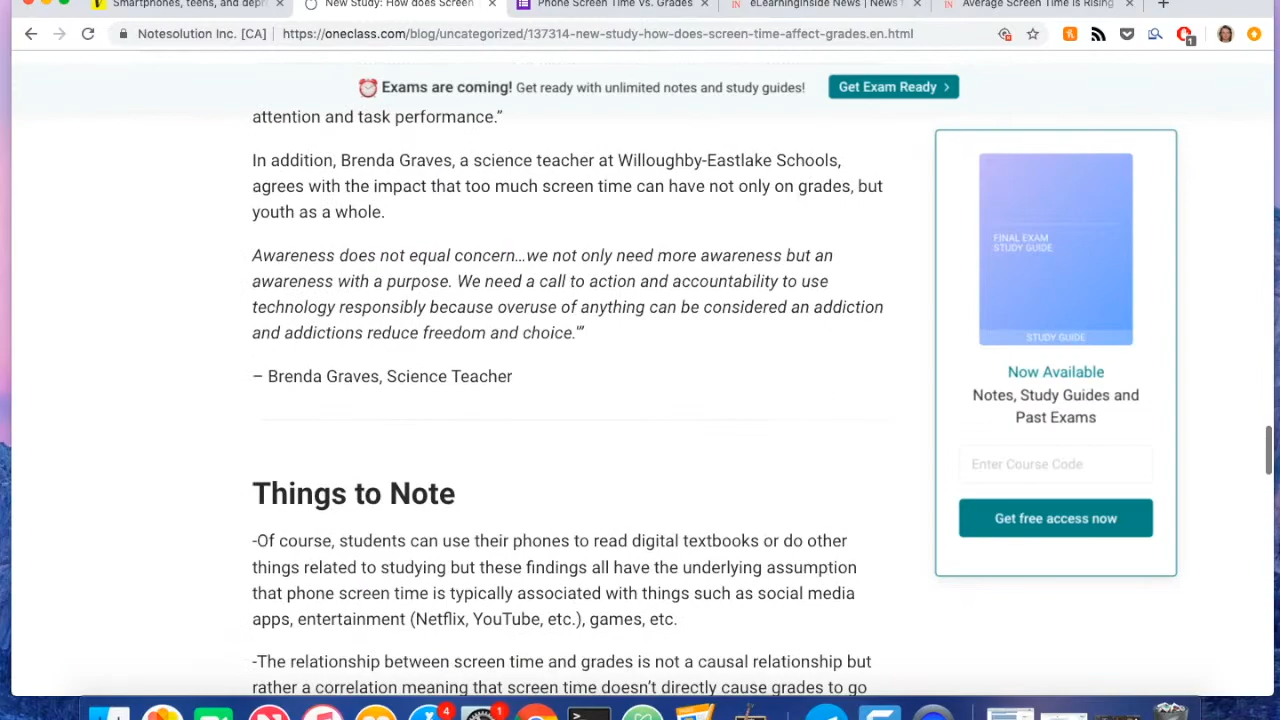 Smartphones, teens, and depr
New Study: How does Screen
Phone Screen Time Vs. Grades
eLearningInside News | News f
Average Screen Time is Rising
Notesolution Inc. [CA] https://oneclass.com/blog/uncategorized/137314-new-study-how-does-screen-time-affect-grades.en.html
1
Exams are coming! Get ready with unlimited notes and study guides!
Get Exam Ready >
attention and task performance.”
In addition, Brenda Graves, a science teacher at Willoughby-Eastlake Schools,
agrees with the impact that too much screen time can have not only on grades, but
youth as a whole.
Awareness does not equal concern…we not only need more awareness but an
awareness with a purpose. We need a call to action and accountability to use
technology responsibly because overuse of anything can be considered an addiction
and addictions reduce freedom and choice.'”
– Brenda Graves, Science Teacher
Things to Note
-Of course, students can use their phones to read digital textbooks or do other
things related to studying but these findings all have the underlying assumption
that phone screen time is typically associated with things such as social media
apps, entertainment (Netflix, YouTube, etc.), games, etc.
-The relationship between screen time and grades is not a causal relationship but
rather a correlation meaning that screen time doesn’t directly cause grades to go
FINAL EXAM
STUDY GUIDE
STUDY GUIDE
Now Available
Notes, Study Guides and
Past Exams
Enter Course Code
Get free access now
4
1